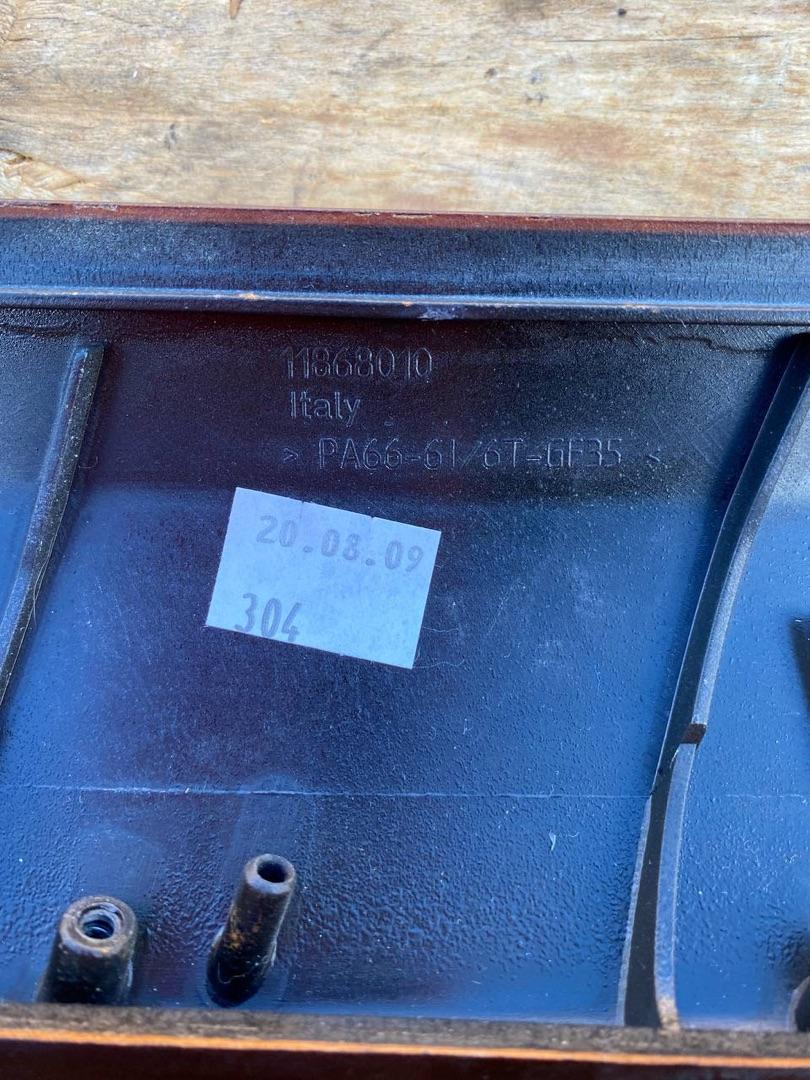 11868010
Italy
> PA66-6I/6T-GF35 <
20.08.09
304